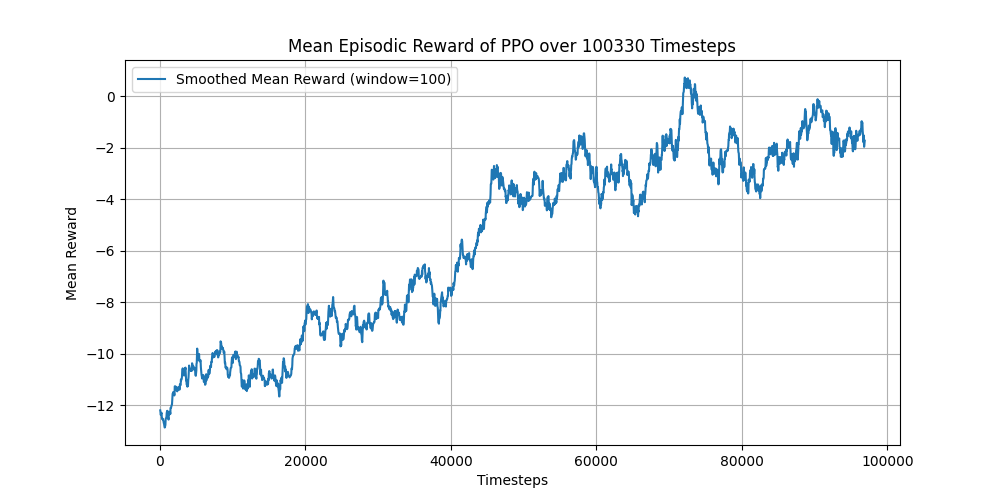 Mean Episodic Reward of PPO over 100330 Timesteps
Smoothed Mean Reward (window=100)
Mean Reward
0
−2
−4
−6
−8
−10
−12
0 20000 40000 60000 80000 100000
Timesteps